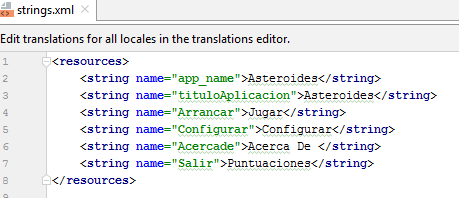 strings.xml
Edit translations for all locales in the translations editor.
1 <resources>
2 <string name="app_name">Asteroides</string>
3 <string name="tituloAplicacion">Asteroides</string>
4 <string name="Arrancar">Jugar</string>
5 <string name="Configurar">Configurar</string>
6 <string name="Acercade">Acerca De </string>
7 <string name="Salir">Puntuaciones</string>
8 </resources>